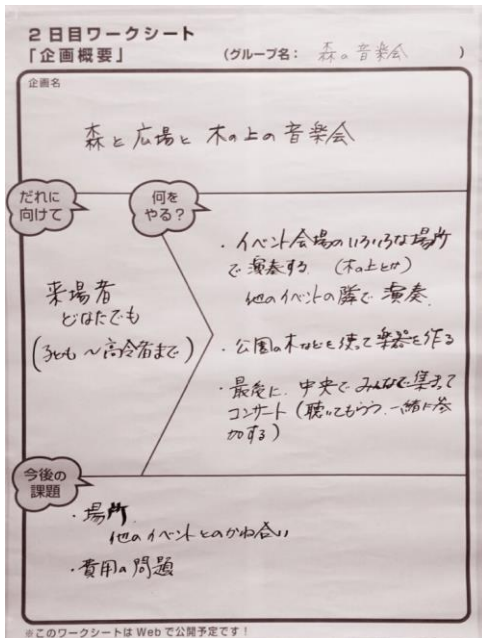 2日目ワークシート
「企画概要」 (グループ名: 森の音楽会 )
企画名
森と広場と木の上の音楽会
だれに
向けて
来場者
どなたでも
(子ども〜高令者まで)
何を
やる?
・イベント会場のいろいろな場所
で演奏する (木の上とか)
他のイベントの隣で演奏
・公園の木などを使って楽器を作る
・最後に、中央でみんなで集まって
コンサート(聴いてもらう、一緒に参
加する)
今後の
課題
・場所
他のイベントとのかね合い
・費用の問題
※このワークシートはWebで公開予定です!